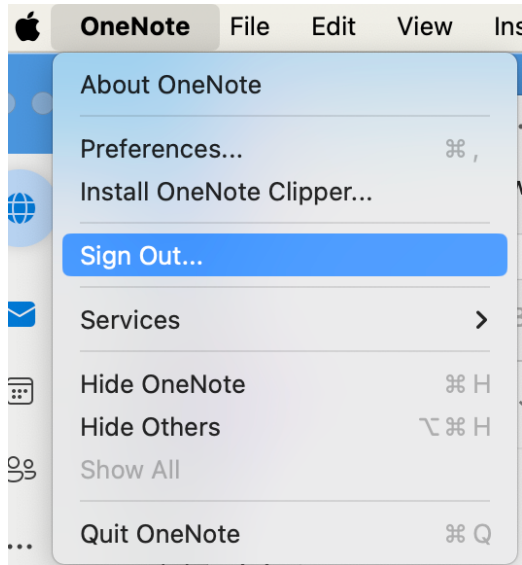 OneNote File Edit View Ins
About OneNote
Preferences... ⌘ ,
Install OneNote Clipper...
Sign Out...
Services
Hide OneNote ⌘ H
Hide Others ⌥ ⌘ H
Show All
Quit OneNote ⌘ Q